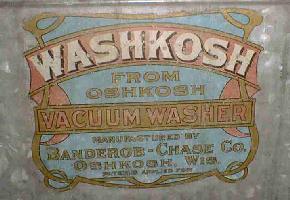 WASHKOSH
FROM
OSHKOSH
VACUUM WASHER
MANUFACTURED BY
BANDEROB-CHASE CO.
OSHKOSH, WIS.
PATENTS APPLIED FOR